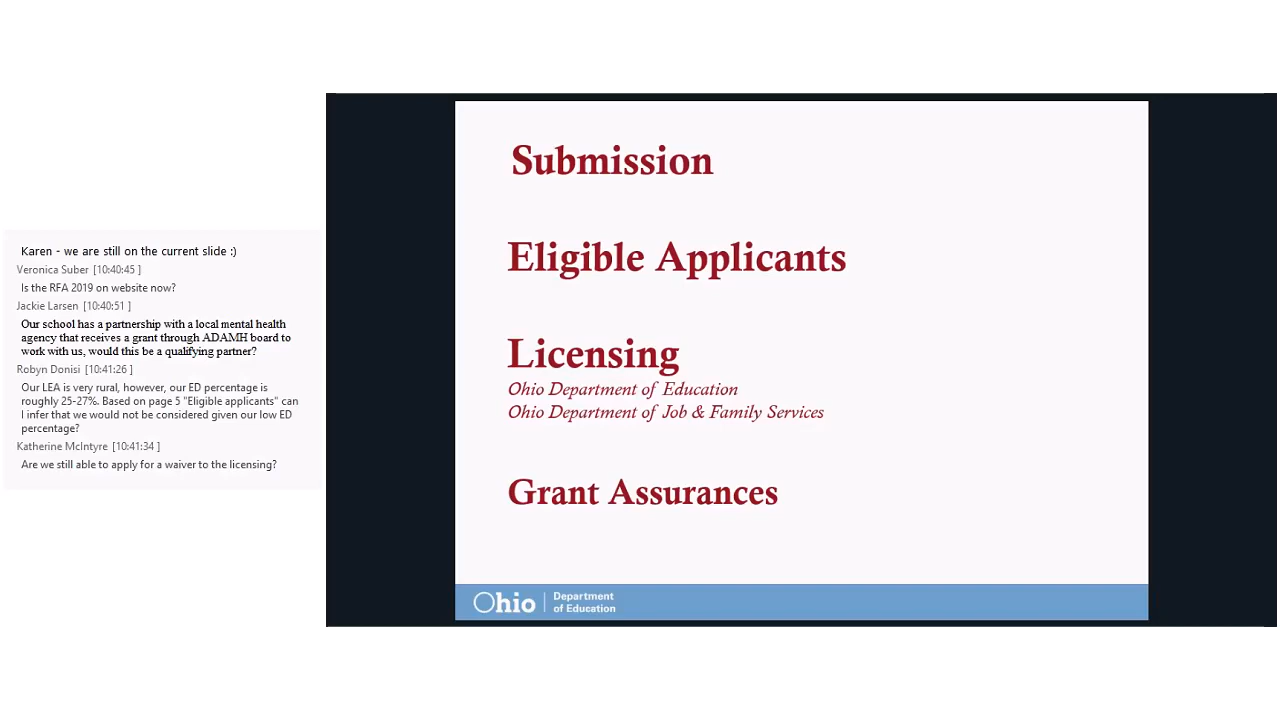 Karen - we are still on the current slide :)
Veronica Suber [10:40:45 ]
Is the RFA 2019 on website now?
Jackie Larsen [10:40:51 ]
Our school has a partnership with a local mental health
agency that receives a grant through ADAMH board to
work with us, would this be a qualifying partner?
Robyn Donisi [10:41:26 ]
Our LEA is very rural, however, our ED percentage is
roughly 25-27%. Based on page 5 "Eligible applicants" can
I infer that we would not be considered given our low ED
percentage?
Katherine McIntyre [10:41:34 ]
Are we still able to apply for a waiver to the licensing?
Submission
Eligible Applicants
Licensing
Ohio Department of Education
Ohio Department of Job & Family Services
Grant Assurances
Ohio | Department
of Education